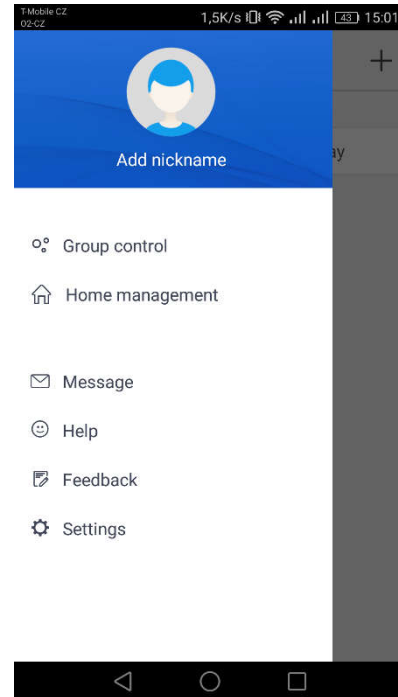 T-Mobile CZ
O2-CZ
1,5K/s 43 15:01
Add nickname
ay
Group control
Home management
Message
Help
Feedback
Settings